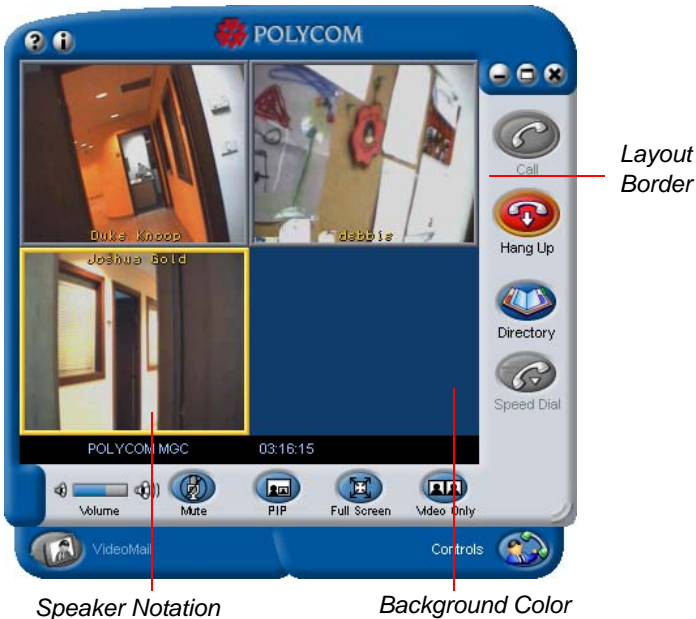 ? i
POLYCOM
Call
Layout
Border
Duke Knoop
debbie
Hang Up
Joshua Gold
Directory
Speed Dial
POLYCOM MGC 03:16:15
Volume Mute PIP Full Screen Video Only
VideoMail Controls
Speaker Notation Background Color